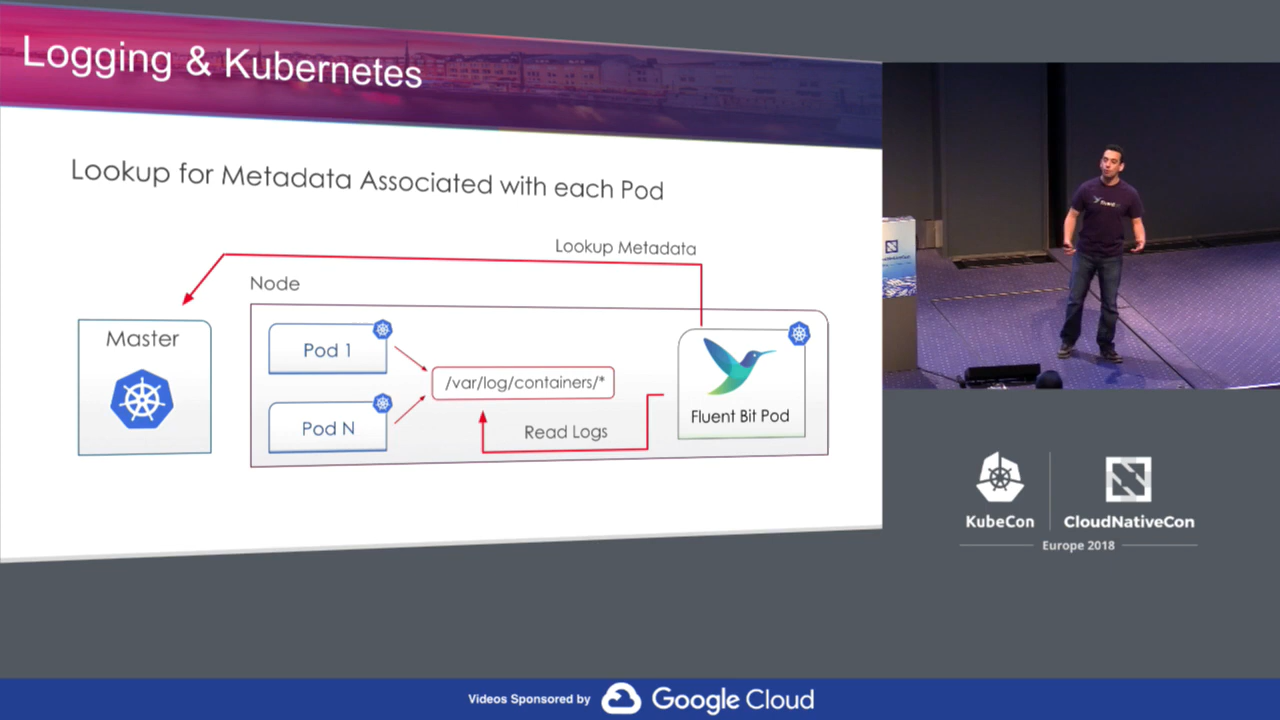 Logging & Kubernetes
Lookup for Metadata Associated with each Pod
Lookup Metadata
Node
Master
Pod 1
/var/log/containers/*
Pod N
Read Logs
Fluent Bit Pod
KubeCon
CloudNativeCon
Europe 2018
Videos Sponsored by
Google Cloud